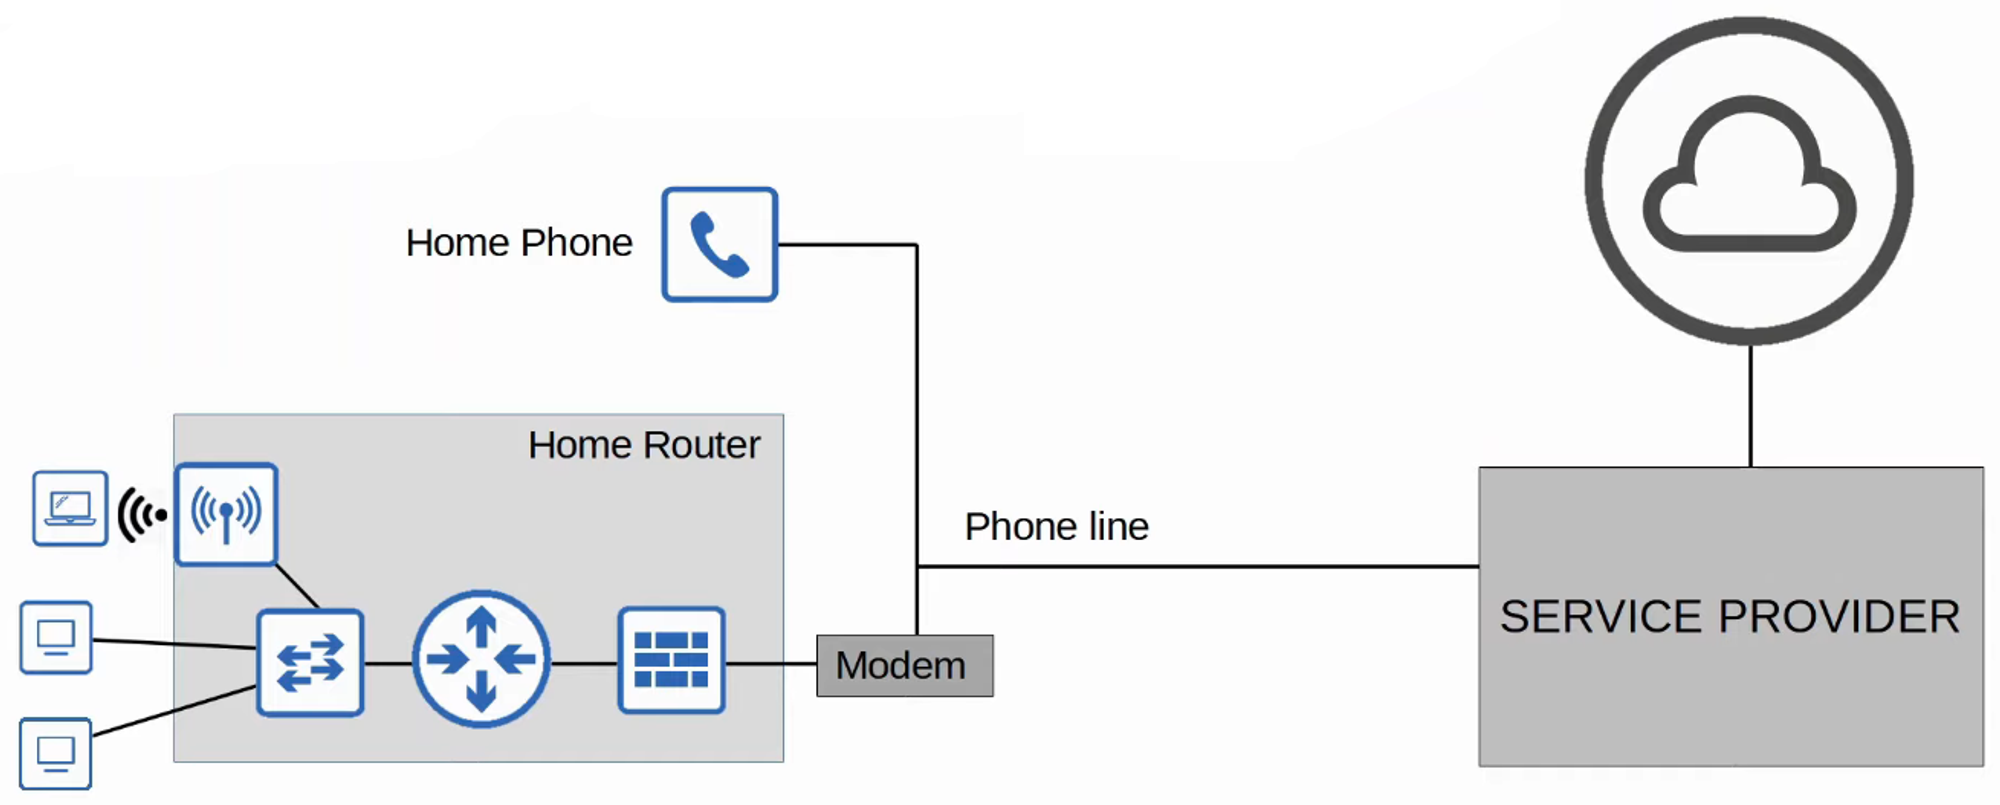 Home Phone
Home Router
Phone line
Modem
SERVICE PROVIDER